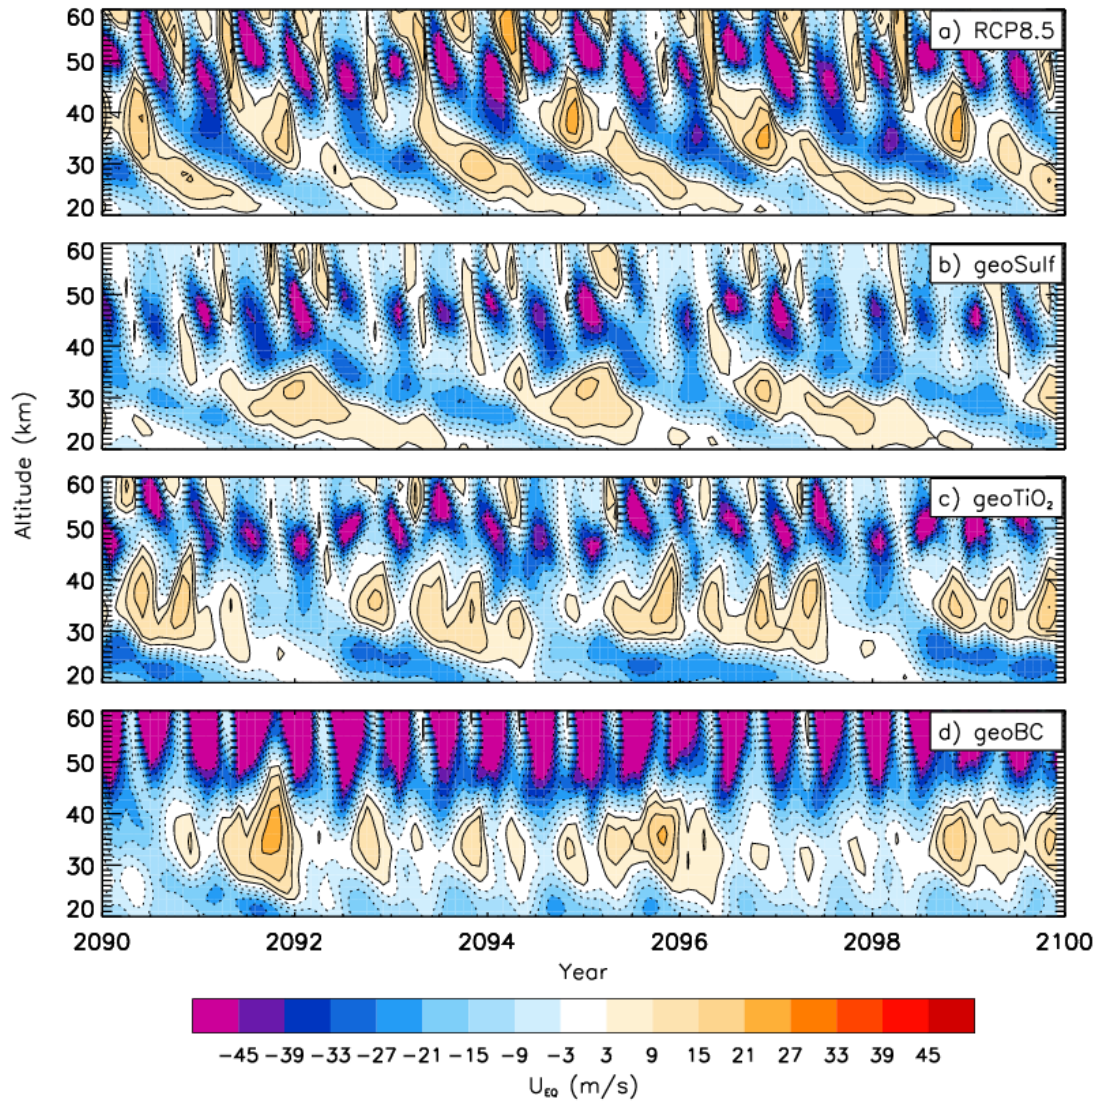 60
50
40
30
20
a) RCP8.5
60
50
40
30
20
b) geoSulf
Altitude (km)
60
50
40
30
20
c) geoTiO₂
60
50
40
30
20
d) geoBC
2090 2092 2094 2096 2098 2100
Year
-45 -39 -33 -27 -21 -15 -9 -3 3 9 15 21 27 33 39 45
U_EQ (m/s)